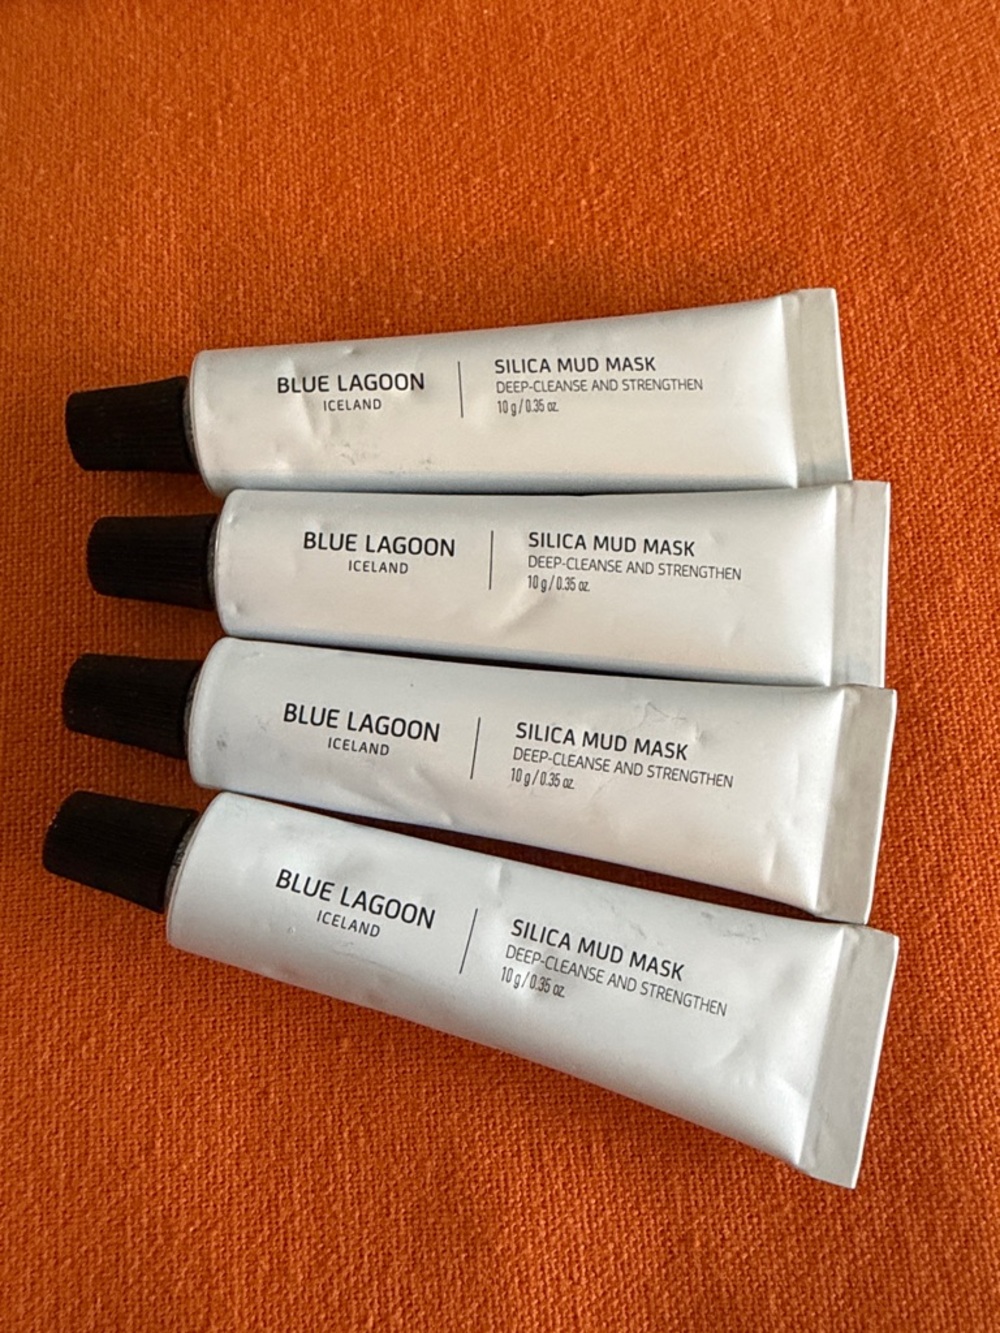 BLUE LAGOON
ICELAND
SILICA MUD MASK
DEEP-CLEANSE AND STRENGTHEN
10 g / 0.35 oz.
BLUE LAGOON
ICELAND
SILICA MUD MASK
DEEP-CLEANSE AND STRENGTHEN
10 g / 0.35 oz.
BLUE LAGOON
ICELAND
SILICA MUD MASK
DEEP-CLEANSE AND STRENGTHEN
10 g / 0.35 oz.
BLUE LAGOON
ICELAND
SILICA MUD MASK
DEEP-CLEANSE AND STRENGTHEN
10 g / 0.35 oz.